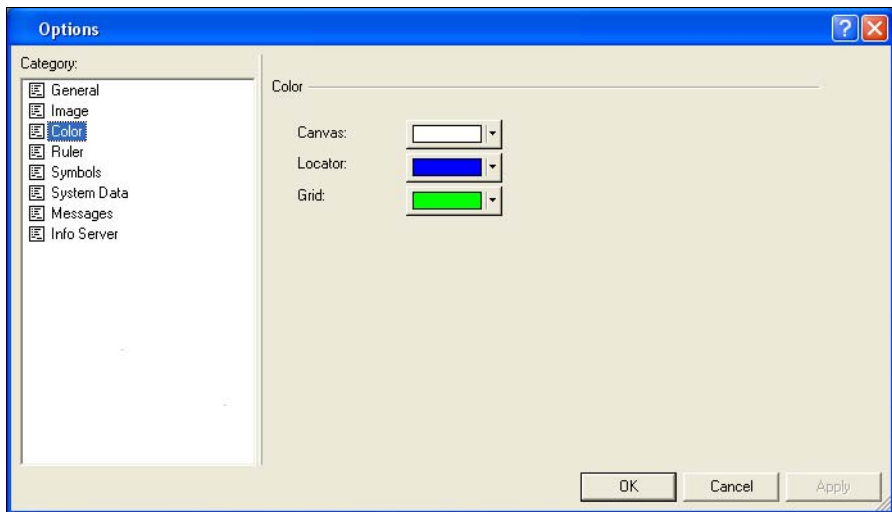 Options
Category:
General
Image
Color
Ruler
Symbols
System Data
Messages
Info Server
Color
Canvas:
Locator:
Grid:
OK
Cancel
Apply